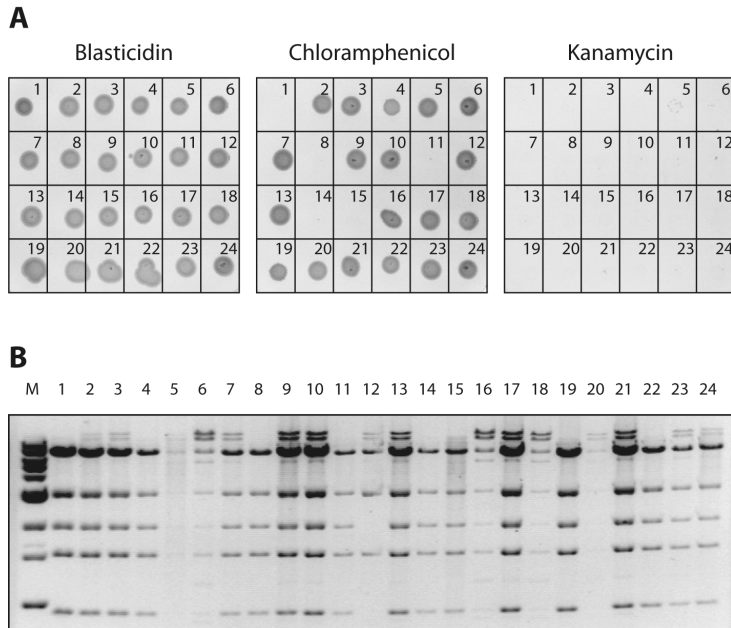 A
Blasticidin Chloramphenicol Kanamycin
1 2 3 4 5 6 1 2 3 4 5 6 1 2 3 4 5 6
7 8 9 10 11 12 7 8 9 10 11 12 7 8 9 10 11 12
13 14 15 16 17 18 13 14 15 16 17 18 13 14 15 16 17 18
19 20 21 22 23 24 19 20 21 22 23 24 19 20 21 22 23 24
B
M 1 2 3 4 5 6 7 8 9 10 11 12 13 14 15 16 17 18 19 20 21 22 23 24